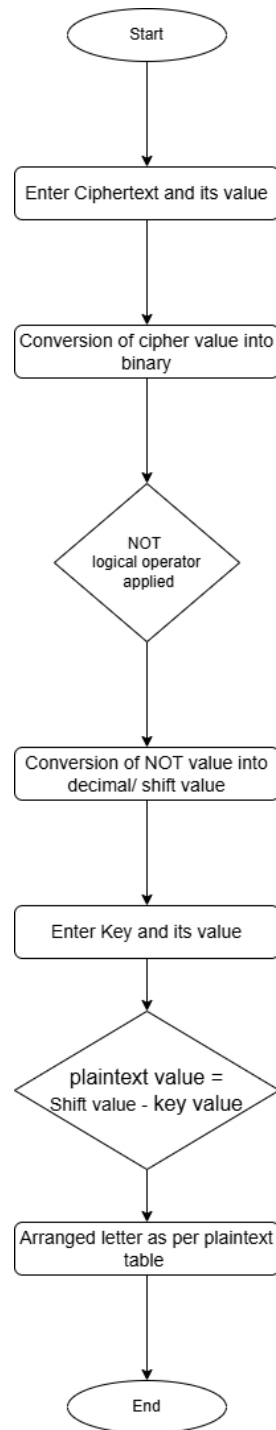 Start
Enter Ciphertext and its value
Conversion of cipher value into
binary
NOT
logical operator
applied
Conversion of NOT value into
decimal/ shift value
Enter Key and its value
plaintext value =
Shift value - key value
Arranged letter as per plaintext
table
End